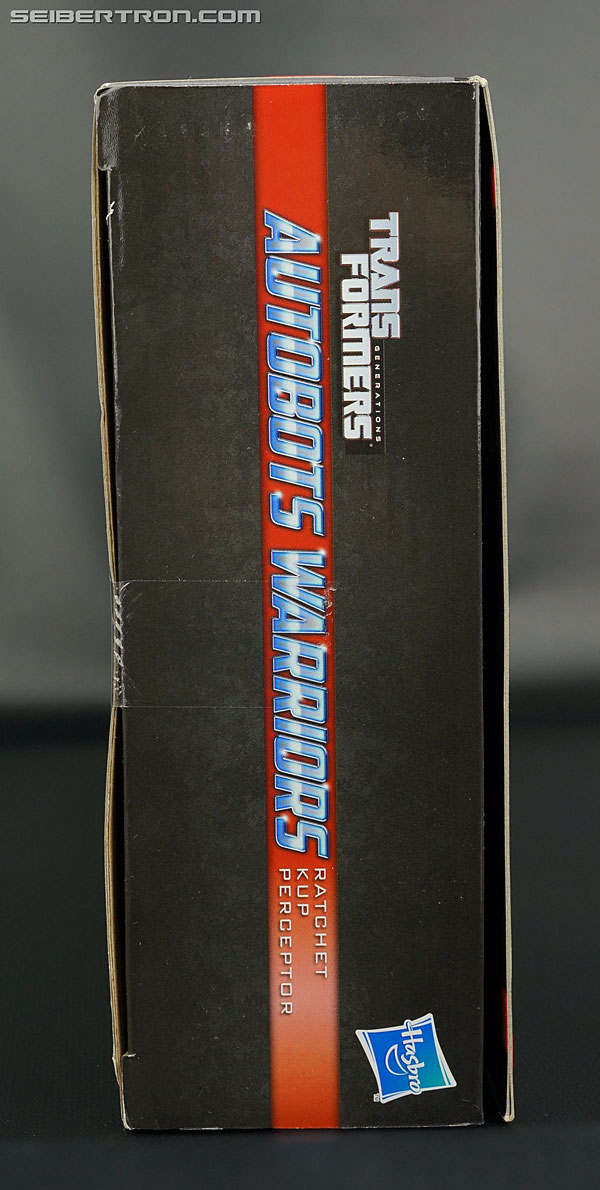 SEIBERTRON.COM
TRANS
FORMERS
GENERATIONS
AUTOBOTS WARRIORS
RATCHET
KUP
PERCEPTOR
Hasbro